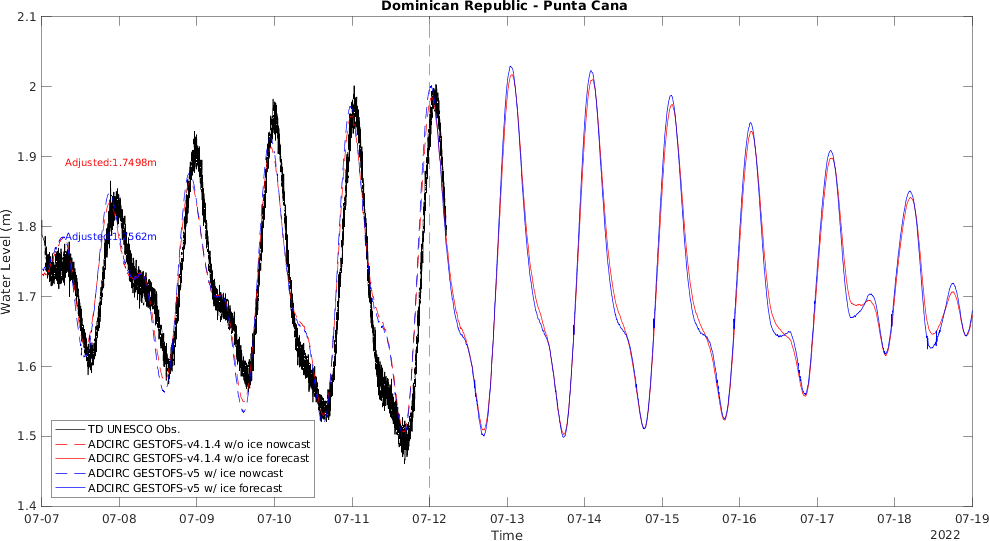 Dominican Republic - Punta Cana
2.1
2
1.9
1.8
1.7
1.6
1.5
1.4
Water Level (m)
Adjusted:1.7498m
Adjusted:1.7562m
TD UNESCO Obs.
ADCIRC GESTOFS-v4.1.4 w/o ice nowcast
ADCIRC GESTOFS-v4.1.4 w/o ice forecast
ADCIRC GESTOFS-v5 w/ ice nowcast
ADCIRC GESTOFS-v5 w/ ice forecast
07-07 07-08 07-09 07-10 07-11 07-12 07-13 07-14 07-15 07-16 07-17 07-18 07-19
Time
2022